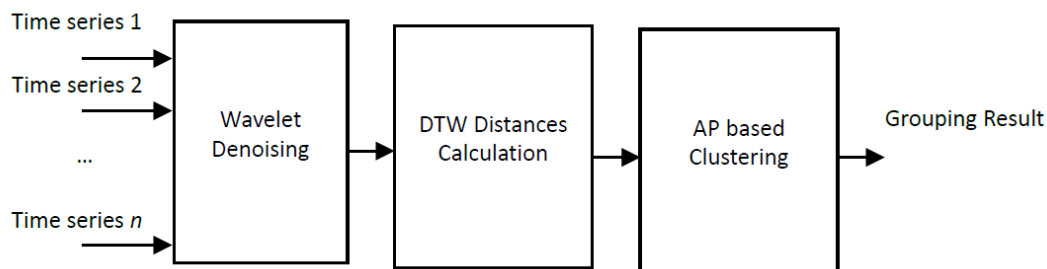 Time series 1
Time series 2
...
Time series n
Wavelet
Denoising
DTW Distances
Calculation
AP based
Clustering
Grouping Result